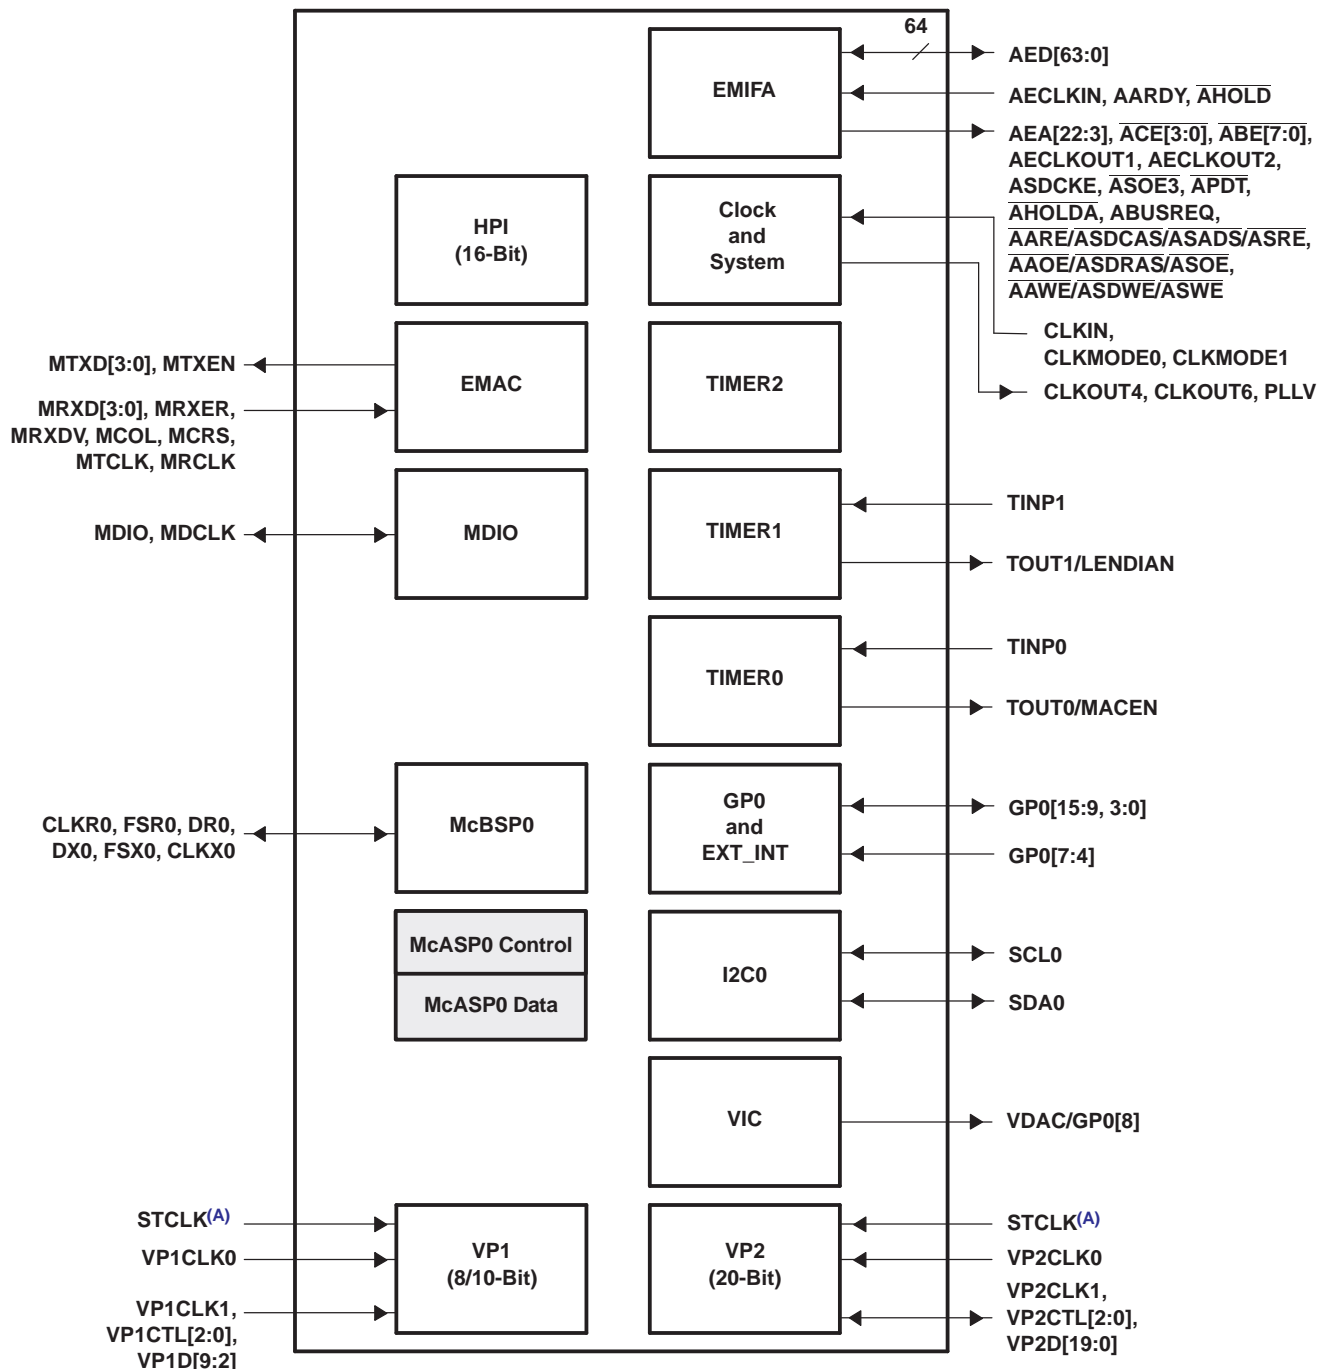 64
EMIFA
AED[63:0]
AECLKIN, AARDY, AHOLD
AEA[22:3], ACE[3:0], ABE[7:0],
AECLKOUT1, AECLKOUT2,
ASDCKE, ASOE3, APDT,
AHOLDA, ABUSREQ,
AARE/ASDCAS/ASADS/ASRE,
AAOE/ASDRAS/ASOE,
AAWE/ASDWE/ASWE
HPI
(16-Bit)
Clock
and
System
CLKIN,
CLKMODE0, CLKMODE1
CLKOUT4, CLKOUT6, PLLV
MTXD[3:0], MTXEN
MRXD[3:0], MRXER,
MRXDV, MCOL, MCRS,
MTCLK, MRCLK
EMAC
TIMER2
MDIO, MDCLK
MDIO
TIMER1
TINP1
TOUT1/LENDIAN
TIMER0
TINP0
TOUT0/MACEN
CLKR0, FSR0, DR0,
DX0, FSX0, CLKX0
McBSP0
GP0
and
EXT_INT
GP0[15:9, 3:0]
GP0[7:4]
McASP0 Control
McASP0 Data
I2C0
SCL0
SDA0
VIC
VDAC/GP0[8]
STCLK(A)
VP1CLK0
VP1CLK1,
VP1CTL[2:0],
VP1D[9:2]
VP1
(8/10-Bit)
VP2
(20-Bit)
STCLK(A)
VP2CLK0
VP2CLK1,
VP2CTL[2:0],
VP2D[19:0]